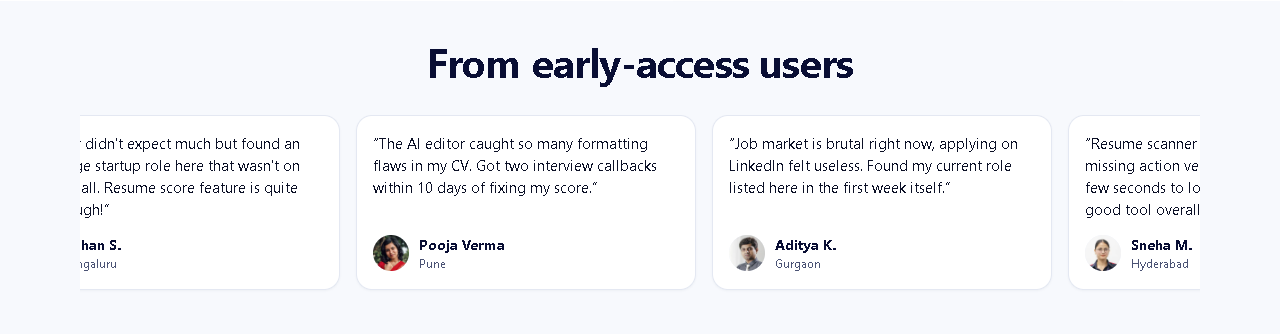 From early-access users
didn't expect much but found an
startup role here that wasn't on
all. Resume score feature is quite
"The AI editor caught so many formatting
flaws in my CV. Got two interview callbacks
within 10 days of fixing my score."
"Job market is brutal right now, applying on
LinkedIn felt useless. Found my current role
listed here in the first week itself."
"Resume scanner
missing action
few seconds to
good tool overall
S.
Pooja Verma
Pune
Aditya K.
Gurgaon
Sneha M.
Hyderabad